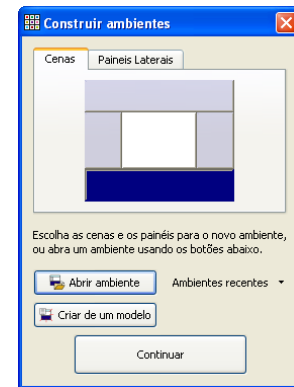 Construir ambientes
Cenas Paineis Laterais
Escolha as cenas e os painéis para o novo ambiente,
ou abra um ambiente usando os botões abaixo.
Abrir ambiente Ambientes recentes
Criar de um modelo
Continuar